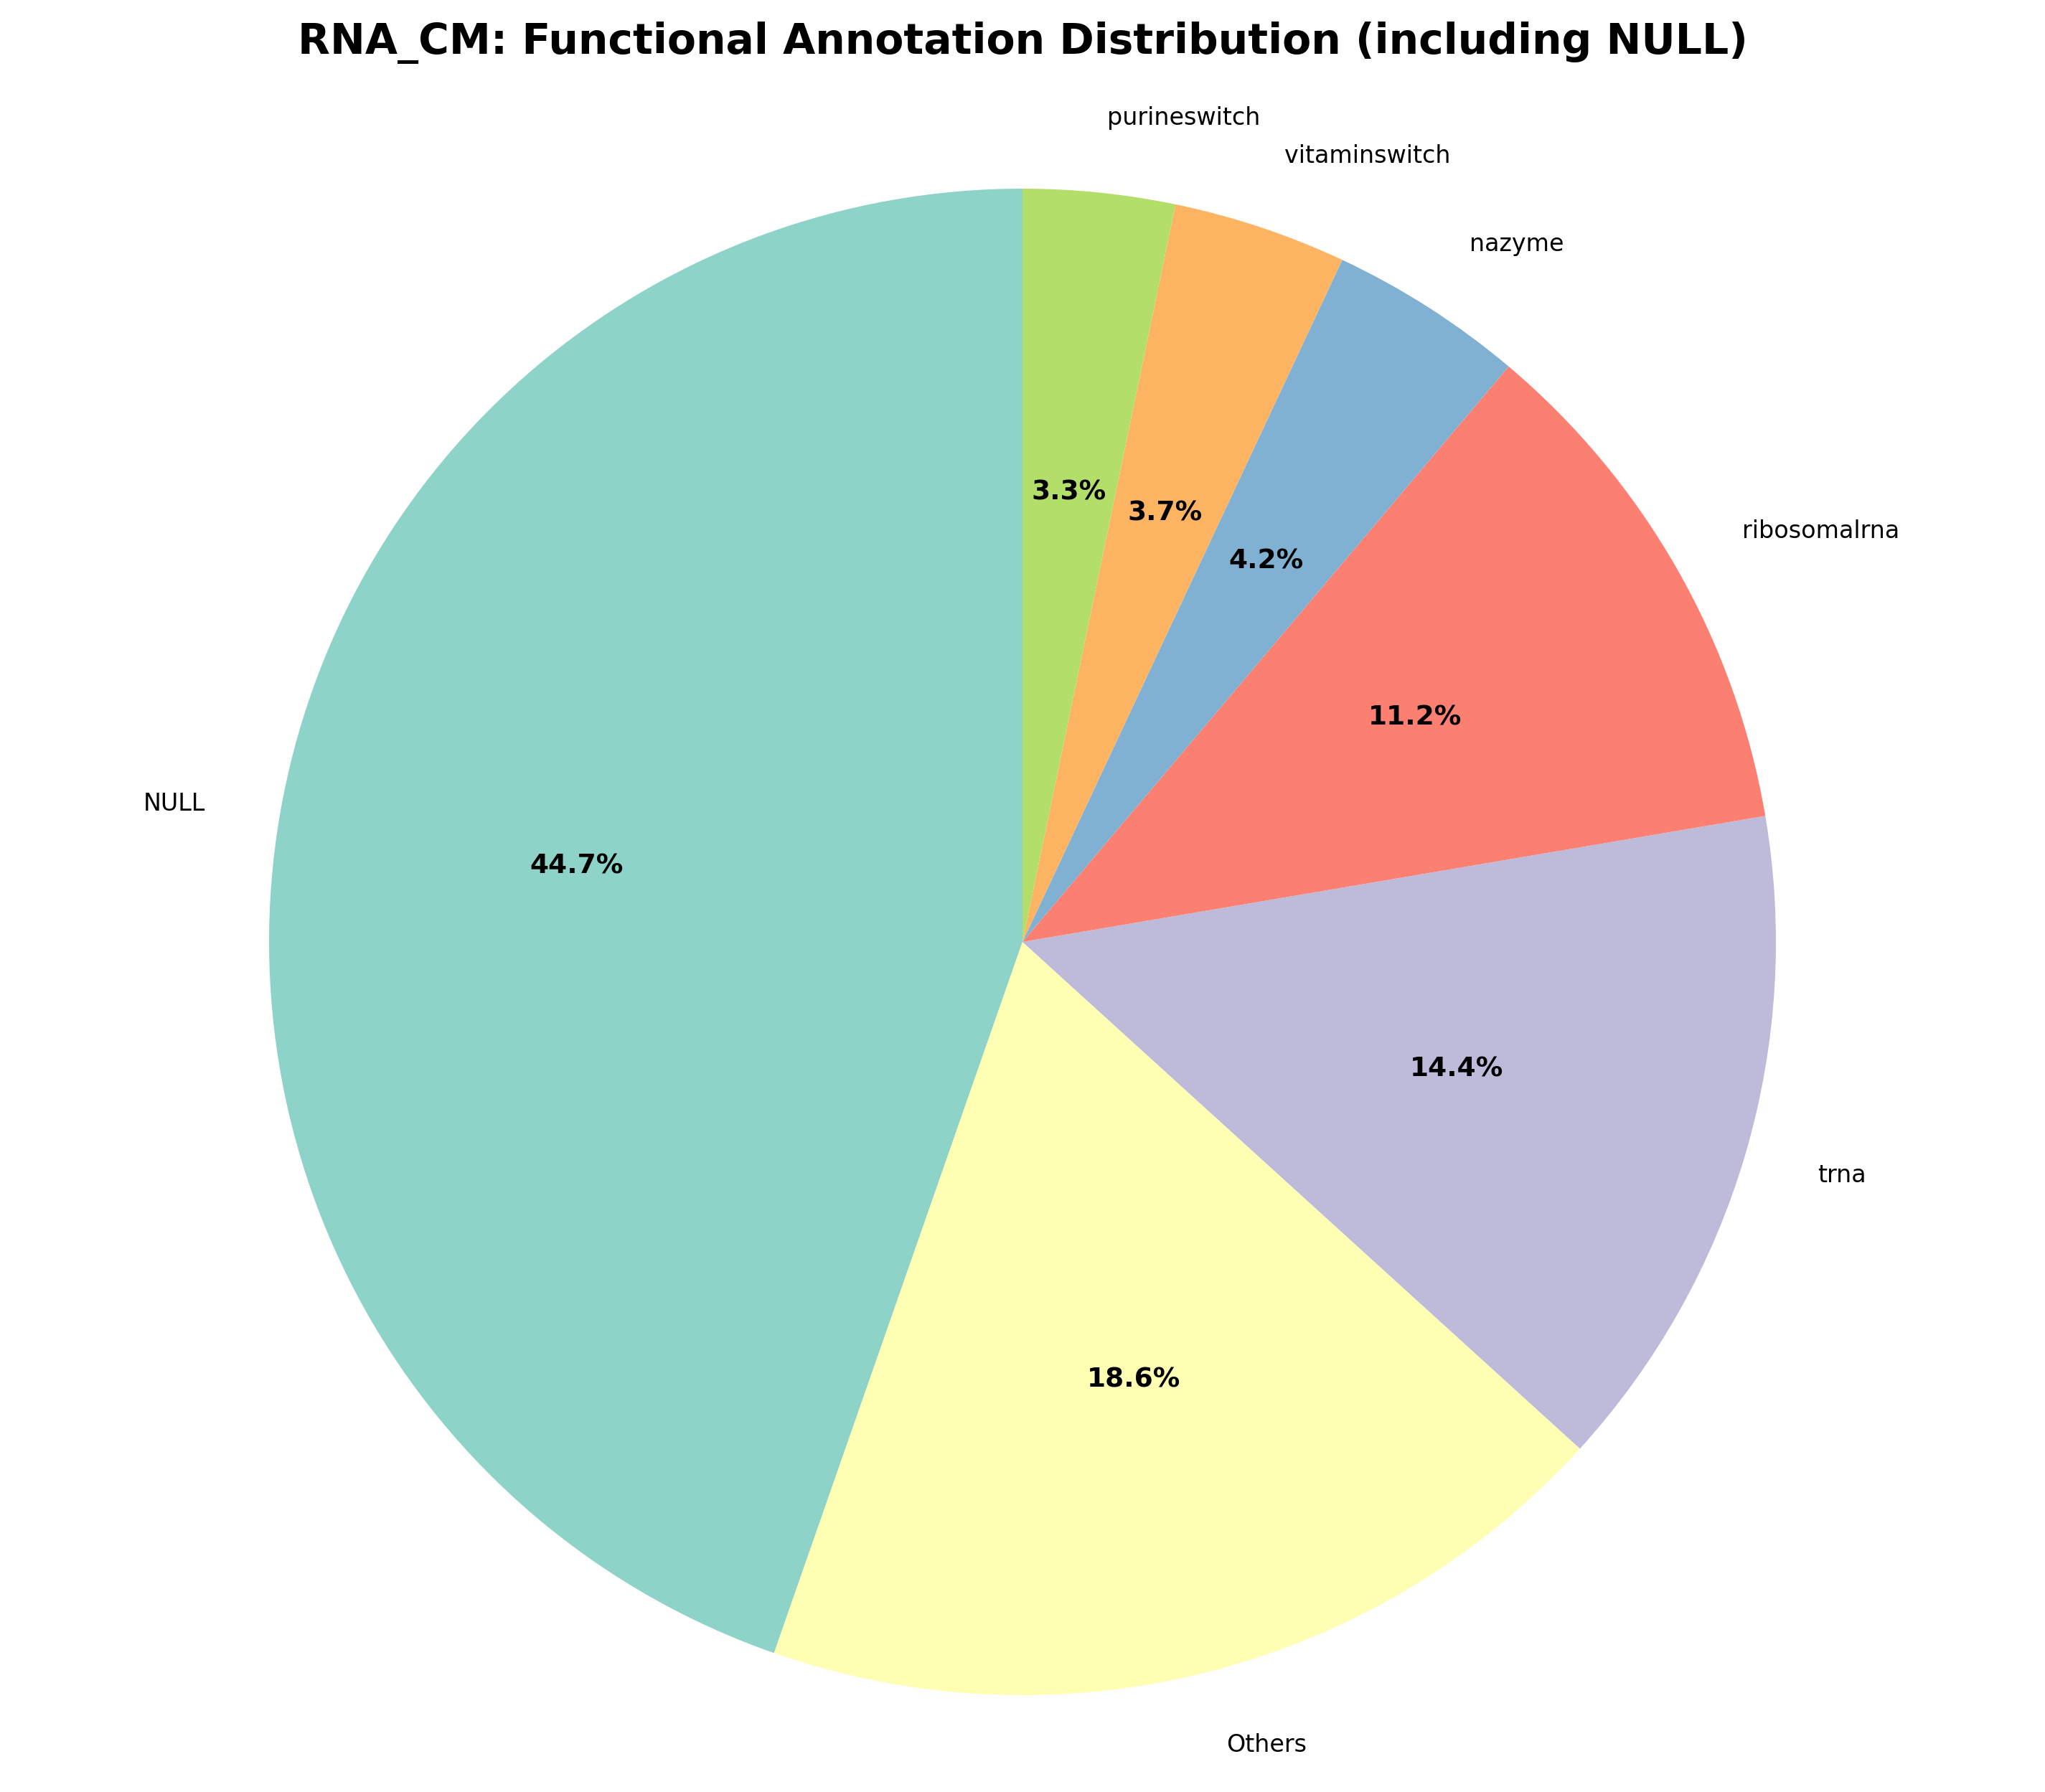 RNA_CM: Functional Annotation Distribution (including NULL)
purineswitch
vitaminswitch
nazyme
3.3%
3.7%
ribosomalrna
4.2%
11.2%
NULL
44.7%
14.4%
trna
18.6%
Others